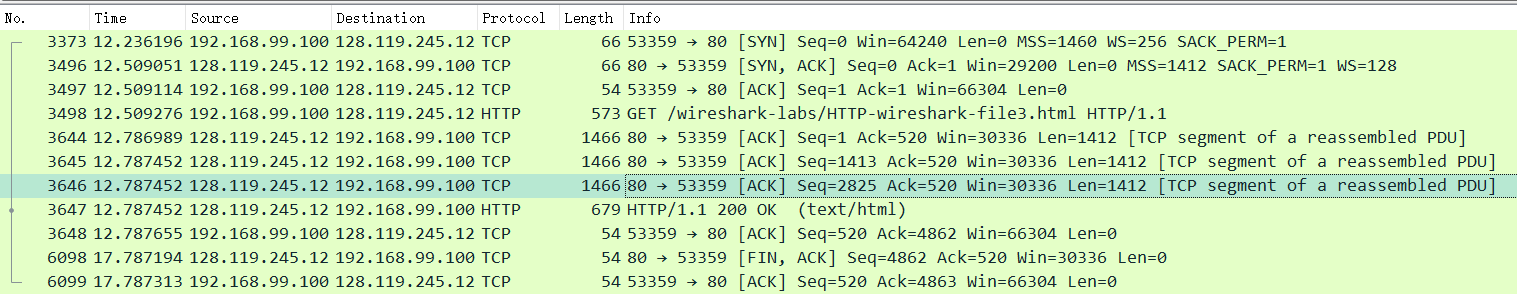 No. Time Source Destination Protocol Length Info
3373 12.236196 192.168.99.100 128.119.245.12 TCP 66 53359 → 80 [SYN] Seq=0 Win=64240 Len=0 MSS=1460 WS=256 SACK_PERM=1
3496 12.509051 128.119.245.12 192.168.99.100 TCP 66 80 → 53359 [SYN, ACK] Seq=0 Ack=1 Win=29200 Len=0 MSS=1412 SACK_PERM=1 WS=128
3497 12.509114 192.168.99.100 128.119.245.12 TCP 54 53359 → 80 [ACK] Seq=1 Ack=1 Win=66304 Len=0
3498 12.509276 192.168.99.100 128.119.245.12 HTTP 573 GET /wireshark-labs/HTTP-wireshark-file3.html HTTP/1.1
3644 12.786989 128.119.245.12 192.168.99.100 TCP 1466 80 → 53359 [ACK] Seq=1 Ack=520 Win=30336 Len=1412 [TCP segment of a reassembled PDU]
3645 12.787452 128.119.245.12 192.168.99.100 TCP 1466 80 → 53359 [ACK] Seq=1413 Ack=520 Win=30336 Len=1412 [TCP segment of a reassembled PDU]
3646 12.787452 128.119.245.12 192.168.99.100 TCP 1466 80 → 53359 [ACK] Seq=2825 Ack=520 Win=30336 Len=1412 [TCP segment of a reassembled PDU]
3647 12.787452 128.119.245.12 192.168.99.100 HTTP 679 HTTP/1.1 200 OK (text/html)
3648 12.787655 192.168.99.100 128.119.245.12 TCP 54 53359 → 80 [ACK] Seq=520 Ack=4862 Win=66304 Len=0
6098 17.787194 128.119.245.12 192.168.99.100 TCP 54 80 → 53359 [FIN, ACK] Seq=4862 Ack=520 Win=30336 Len=0
6099 17.787313 192.168.99.100 128.119.245.12 TCP 54 53359 → 80 [ACK] Seq=520 Ack=4863 Win=66304 Len=0